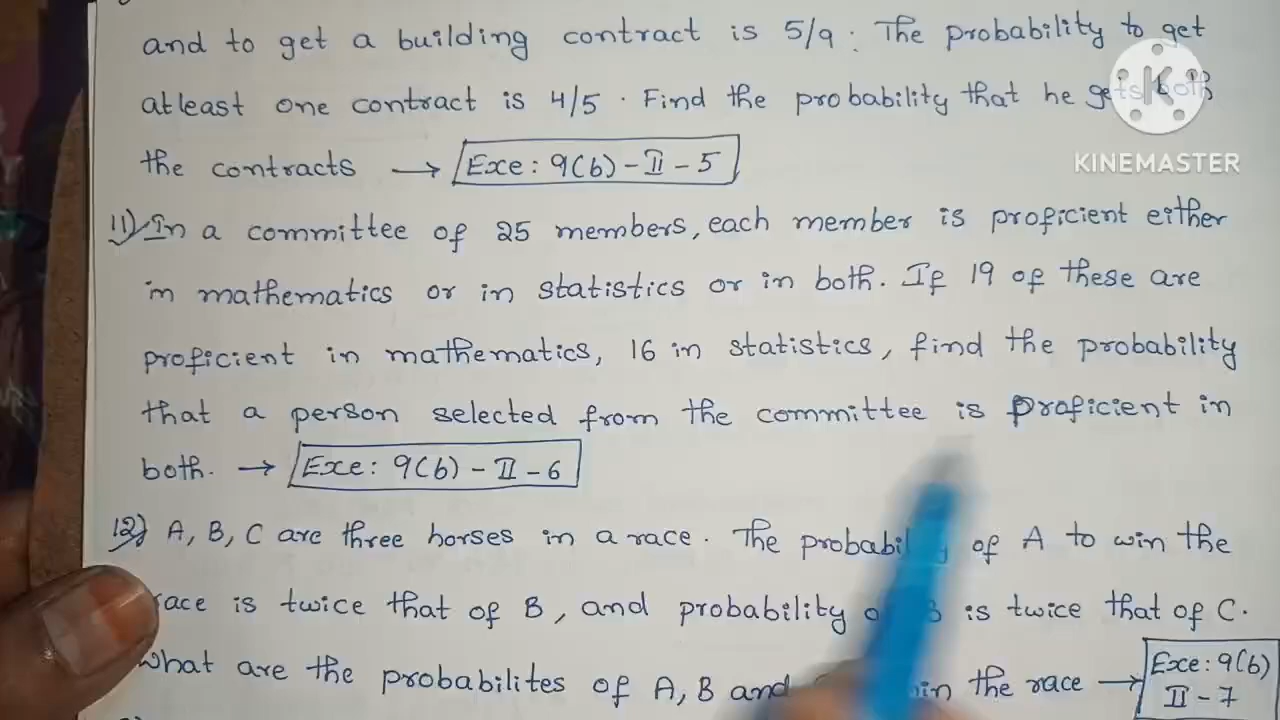 and to get a building contract is 5/9. The probability to get
atleast one contract is 4/5. Find the probability that he gets both
the contracts → Exe: 9(b)-II-5
KINEMASTER
11) In a committee of 25 members, each member is proficient either
in mathematics or in statistics or in both. If 19 of these are
proficient in mathematics, 16 in statistics, find the probability
that a person selected from the committee is proficient in
both. → Exe: 9(b)-II-6
12) A, B, C are three horses in a race. The probability of A to win the
race is twice that of B, and probability of B is twice that of C.
What are the probabilites of A, B and the race → Exe: 9(b)
II-7